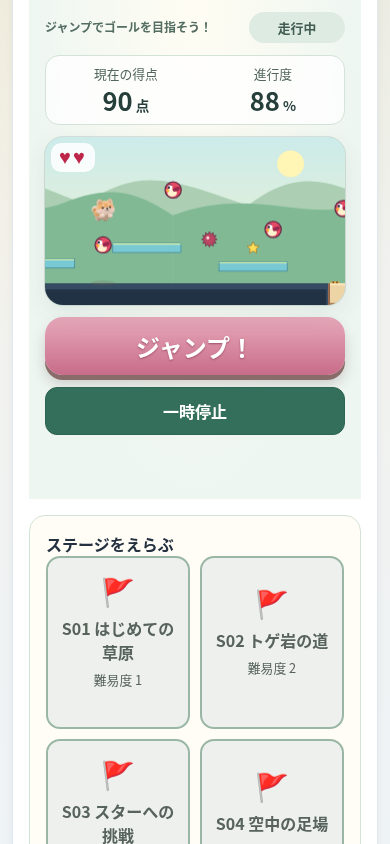 ジャンプでゴールを目指そう！
走行中
現在の得点
進行度
90点
88%
ジャンプ！
一時停止
ステージをえらぶ
S01 はじめての
草原
難易度 1
S02 トゲ岩の道
難易度 2
S03 スターへの
挑戦
S04 空中の足場